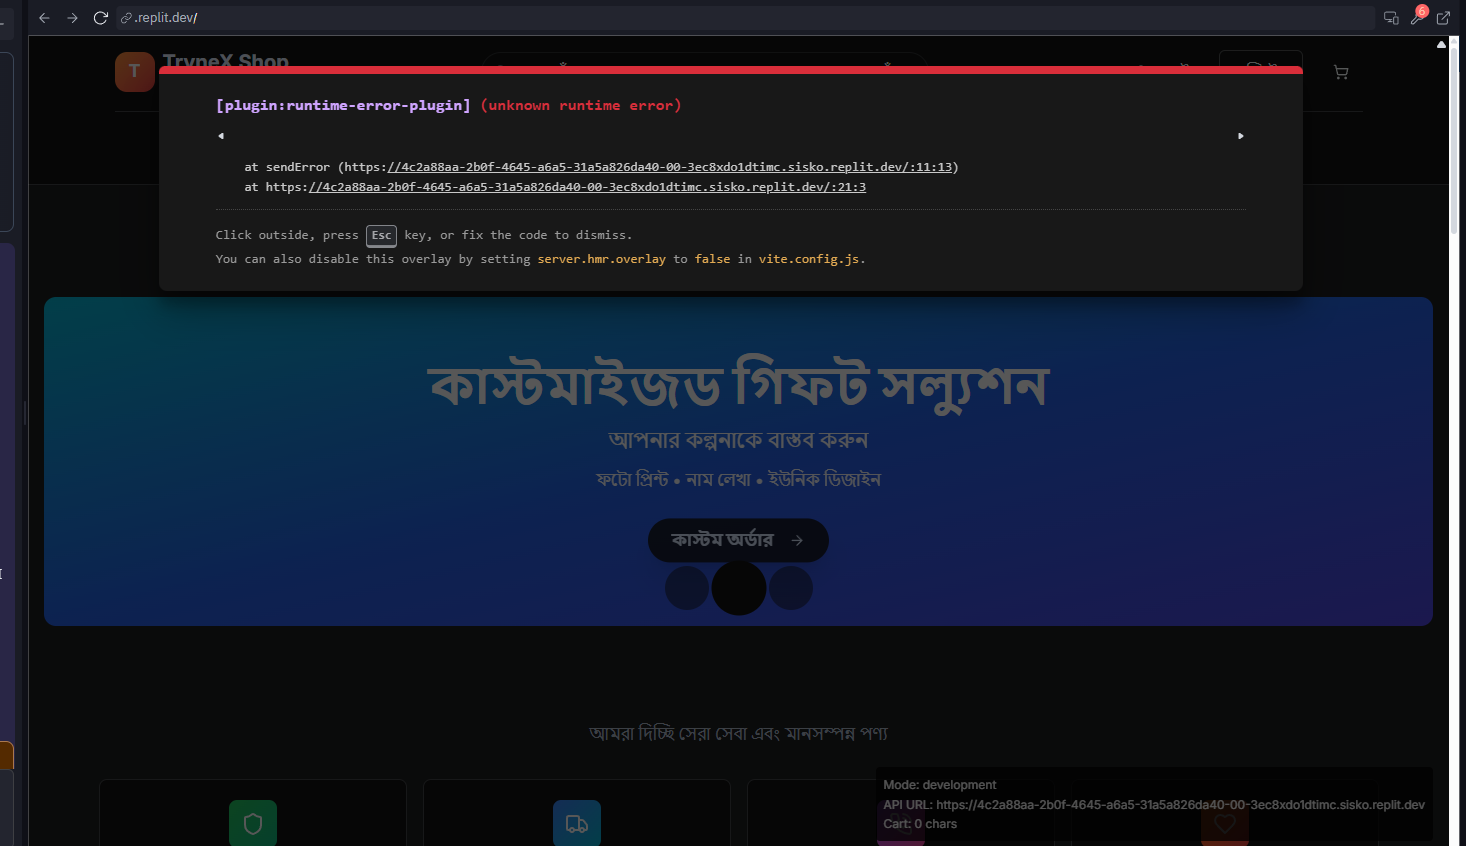 .replit.dev/
6
T
TryneX Shop
[plugin:runtime-error-plugin] (unknown runtime error)
at sendError (https://4c2a88aa-2b0f-4645-a6a5-31a5a826da40-00-3ec8xdo1dtimc.sisko.replit.dev/:11:13)
at https://4c2a88aa-2b0f-4645-a6a5-31a5a826da40-00-3ec8xdo1dtimc.sisko.replit.dev/:21:3
Click outside, press Esc key, or fix the code to dismiss.
You can also disable this overlay by setting server.hmr.overlay to false in vite.config.js.
কাস্টমাইজড গিফট সল্যুশন
আপনার কল্পনাকে বাস্তব করুন
ফটো প্রিন্ট • নাম লেখা • ইউনিক ডিজাইন
কাস্টম অর্ডার →
আমরা দিচ্ছি সেরা সেবা এবং মানসম্পন্ন পণ্য
Mode: development
API URL: https://4c2a88aa-2b0f-4645-a6a5-31a5a826da40-00-3ec8xdo1dtimc.sisko.replit.dev
Cart: 0 chars